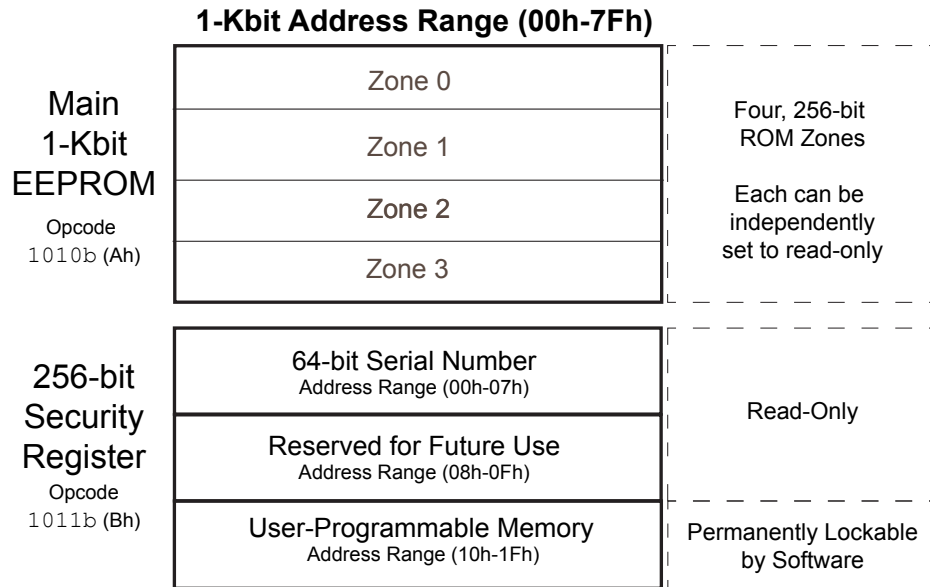 1-Kbit Address Range (00h-7Fh)
Main
1-Kbit
EEPROM
Opcode
1010b (Ah)
Zone 0
Zone 1
Zone 2
Zone 3
Four, 256-bit
ROM Zones
Each can be
independently
set to read-only
256-bit
Security
Register
Opcode
1011b (Bh)
64-bit Serial Number
Address Range (00h-07h)
Reserved for Future Use
Address Range (08h-0Fh)
User-Programmable Memory
Address Range (10h-1Fh)
Read-Only
Permanently Lockable
by Software